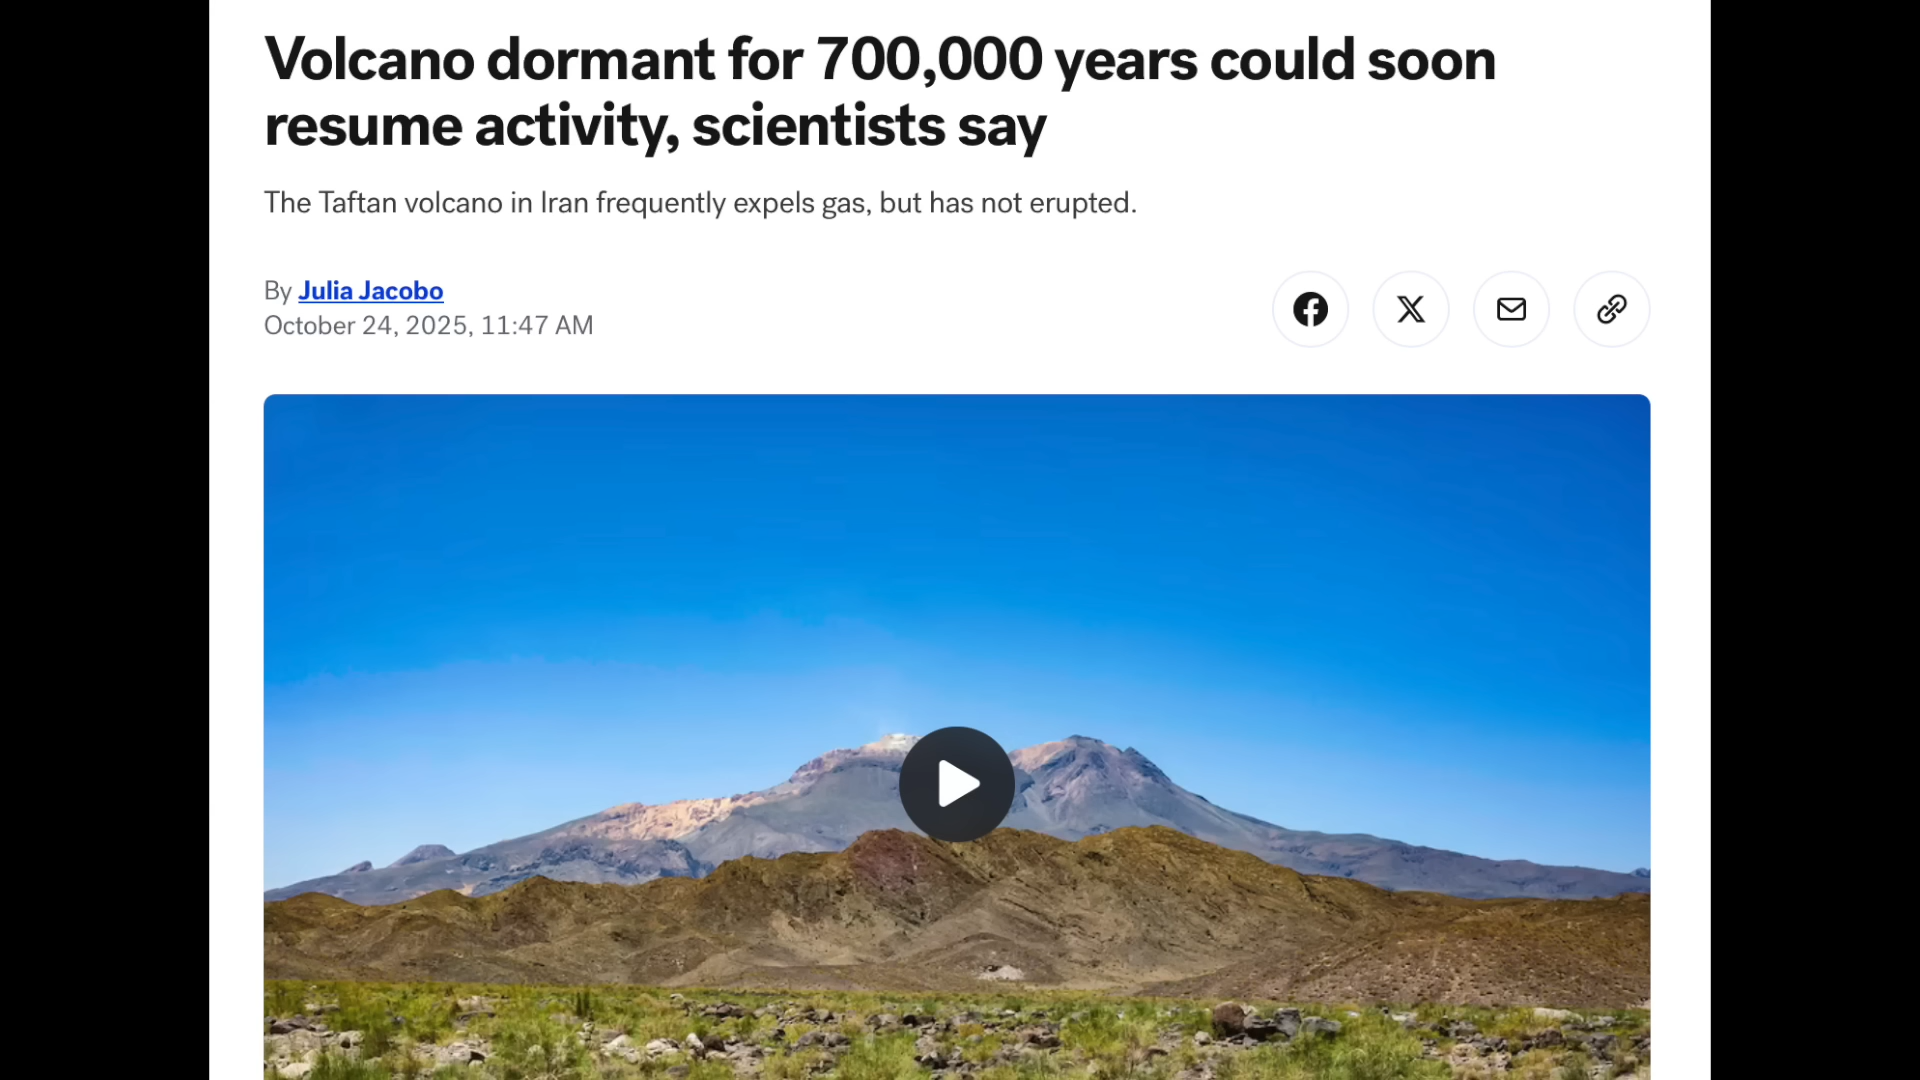 Volcano dormant for 700,000 years could soon
resume activity, scientists say
The Taftan volcano in Iran frequently expels gas, but has not erupted.
By Julia Jacobo
October 24, 2025, 11:47 AM